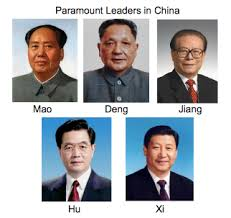 Paramount Leaders in China
Mao
Deng
Jiang
Hu
Xi